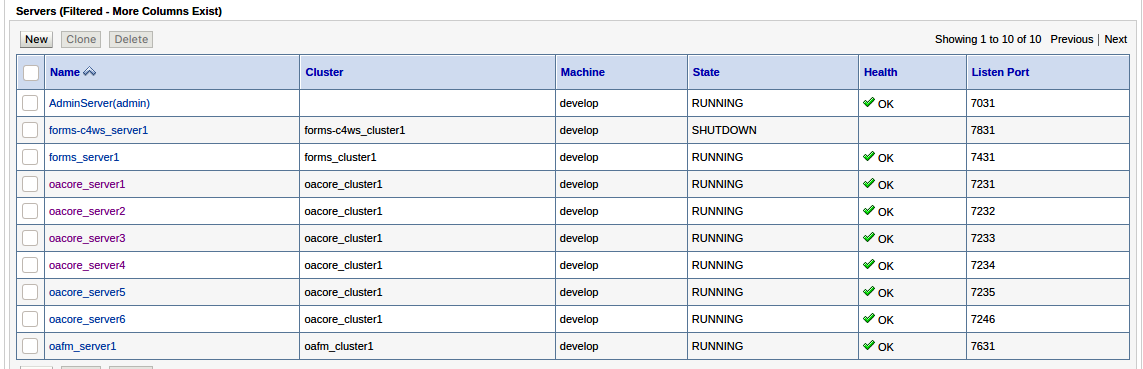 Servers (Filtered - More Columns Exist)
New Clone Delete Showing 1 to 10 of 10 Previous | Next
Name Cluster Machine State Health Listen Port
AdminServer(admin) develop RUNNING OK 7031
forms-c4ws_server1 forms-c4ws_cluster1 develop SHUTDOWN 7831
forms_server1 forms_cluster1 develop RUNNING OK 7431
oacore_server1 oacore_cluster1 develop RUNNING OK 7231
oacore_server2 oacore_cluster1 develop RUNNING OK 7232
oacore_server3 oacore_cluster1 develop RUNNING OK 7233
oacore_server4 oacore_cluster1 develop RUNNING OK 7234
oacore_server5 oacore_cluster1 develop RUNNING OK 7235
oacore_server6 oacore_cluster1 develop RUNNING OK 7246
oafm_server1 oafm_cluster1 develop RUNNING OK 7631